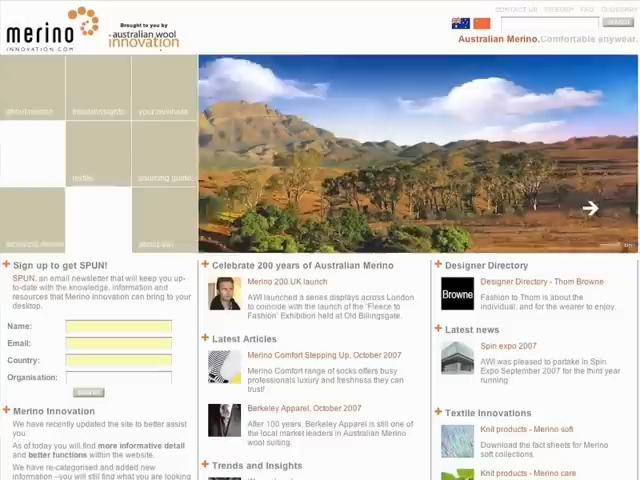 merino
INNOVATION.COM
Brought to you by
australian wool
innovation
CONTACT US SITEMAP FAQ GLOSSARY
Australian Merino. Comfortable anywear.
your business
textile
sourcing guide
+ Sign up to get SPUN!
SPUN, an email newsletter that will keep you up-
to-date with the knowledge, information and
resources that Merino Innovation can bring to your
desktop.
Name:
Email:
Country:
Organisation:
+ Merino Innovation
We have recently updated the site to better assist
you.
As of today you will find more informative detail
and better functions within the website.
We have re-categorised and added new
information –you will still find what you are looking
+ Celebrate 200 years of Australian Merino
Merino 200 UK launch
AWI launched a series displays across London
to coincide with the launch of the 'Fleece to
Fashion' Exhibition held at Old Billingsgate.
+ Latest Articles
Merino Comfort Stepping Up, October 2007
Merino Comfort range of socks offers busy
professionals luxury and freshness they can
trust!
Berkeley Apparel, October 2007
After 100 years, Berkeley Apparel is still one of
the local market leaders in Australian Merino
wool suiting.
+ Trends and Insights
+ Designer Directory
Browne
Designer Directory - Thom Browne
Fashion to Thom is about the
individual, and for the wearer to enjoy.
+ Latest news
Spin expo 2007
AWI was pleased to partake in Spin
Expo September 2007 for the third year
running
+ Textile Innovations
Knit products - Merino soft
Download the fact sheets for Merino
soft collections.
Knit products - Merino care